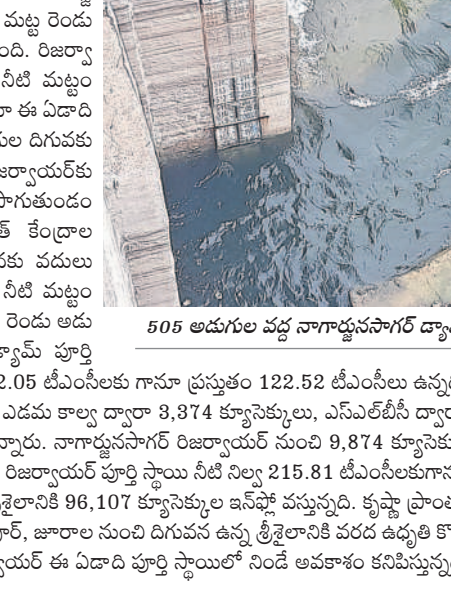 మట్ట రెండు
ంది. రిజర్వా
నీటి మట్టం
ా ఈ ఏడాది
ుల దిగువకు
జర్వాయర్‌కు
సాగుతుండం
త్ కేంద్రాల
నకు వదులు
నీటి మట్టం
రెండు అడు
డ్యామ్ పూర్తి
505 అడుగుల వద్ద నాగార్జునసాగర్ డ్యా
2.05 టీఎంసీలకు గానూ ప్రస్తుతం 122.52 టీఎంసీలు ఉన్న
ఎడమ కాల్వ ద్వారా 3,374 క్యూసెక్కులు, ఎస్ఎల్‌బీసీ ద్వా
న్నారు. నాగార్జునసాగర్ రిజర్వాయర్ నుంచి 9,874 క్యూసెక్కు
రిజర్వాయర్ పూర్తి స్థాయి నీటి నిల్వ 215.81 టీఎంసీలకుగాన
శైలానికి 96,107 క్యూసెక్కుల ఇన్‌ఫ్లో వస్తున్నది. కృష్ణా ప్రాంత
ూర్, జూరాల నుంచి దిగువన ఉన్న శ్రీశైలానికి వరద ఉధృతి కొ
ాయర్ ఈ ఏడాది పూర్తి స్థాయిలో నిండే అవకాశం కనిపిస్తున్న